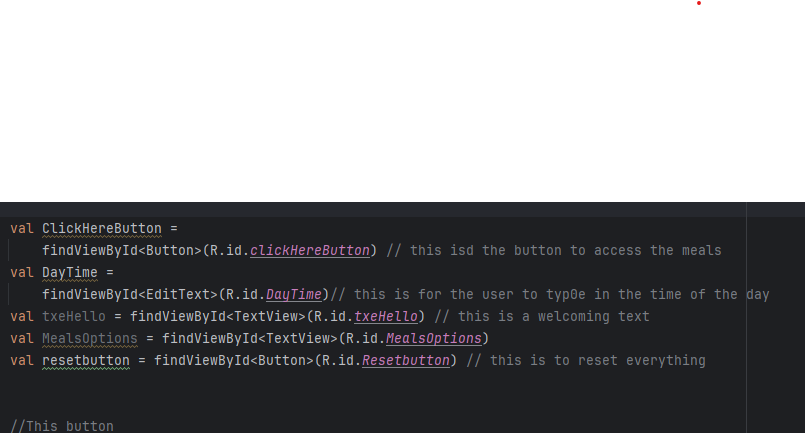 val ClickHereButton =
findViewById<Button>(R.id.clickHereButton) // this isd the button to access the meals
val DayTime =
findViewById<EditText>(R.id.DayTime)// this is for the user to typ0e in the time of the day
val txeHello = findViewById<TextView>(R.id.txeHello) // this is a welcoming text
val MealsOptions = findViewById<TextView>(R.id.MealsOptions)
val resetbutton = findViewById<Button>(R.id.Resetbutton) // this is to reset everything
//This button